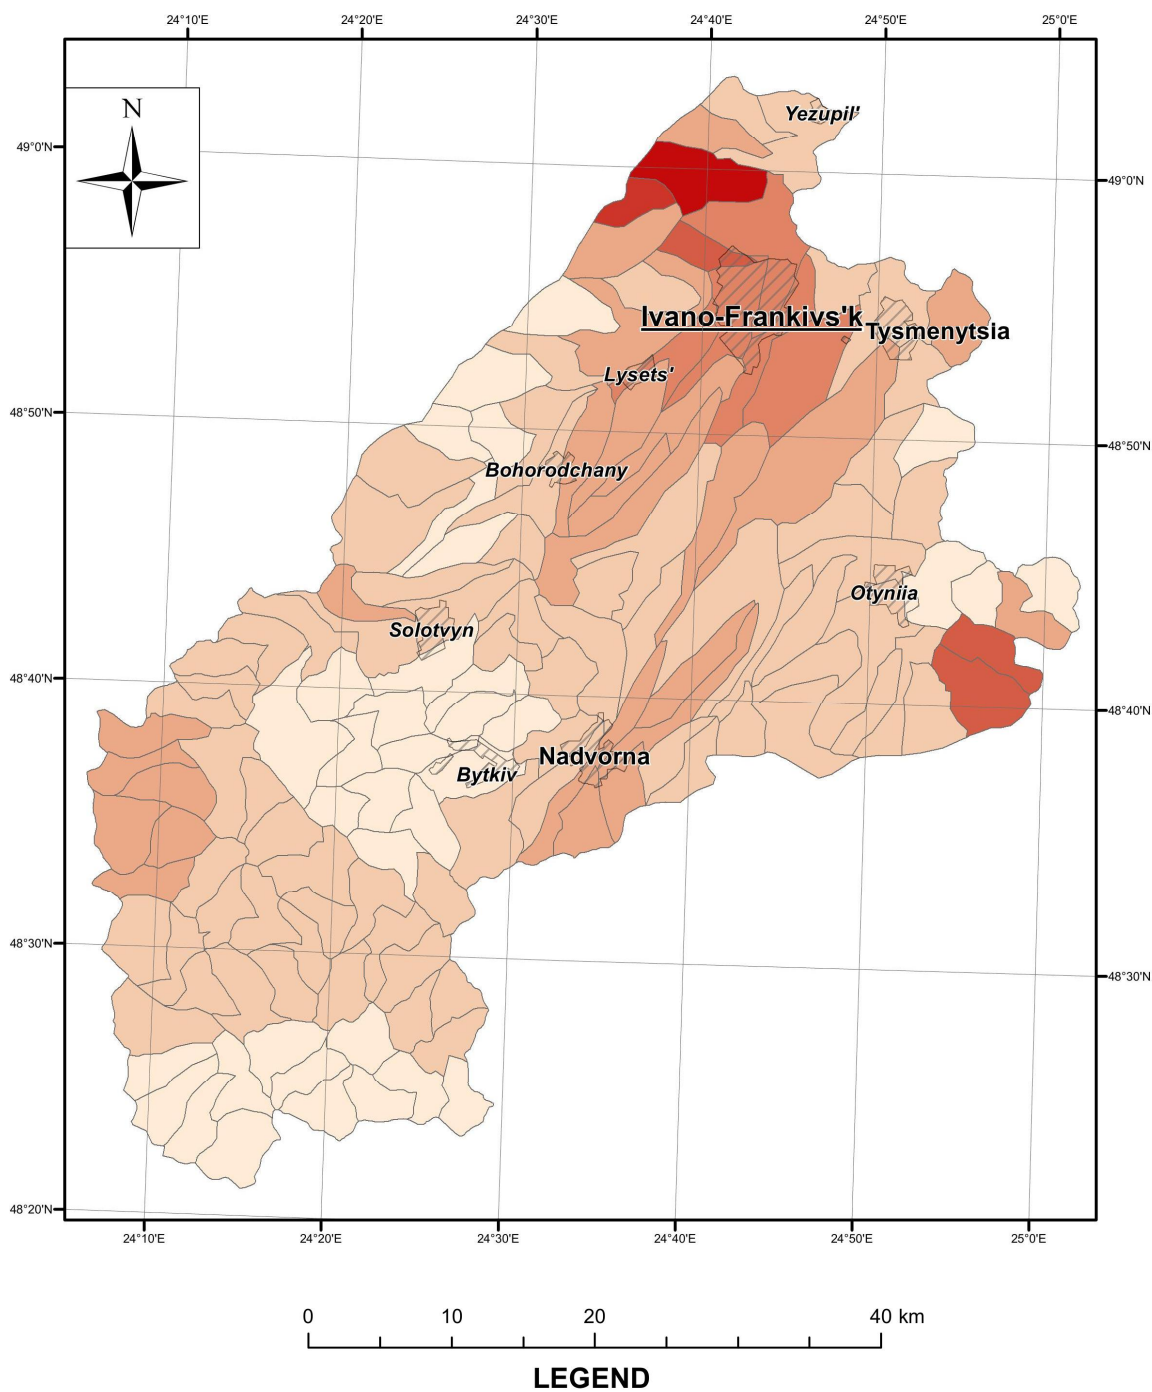 24°10'E 24°20'E 24°30'E 24°40'E 24°50'E 25°0'E
N
Yezupil'
49°0'N
49°0'N
Ivano-Frankivs'k
Tysmenytsia
Lysets'
48°50'N
48°50'N
Bohorodchany
Otyniia
Solotvyn
48°40'N
48°40'N
Nadvorna
Bytkiv
48°30'N
48°30'N
48°20'N
24°10'E 24°20'E 24°30'E 24°40'E 24°50'E 25°0'E
0 10 20 40 km
LEGEND